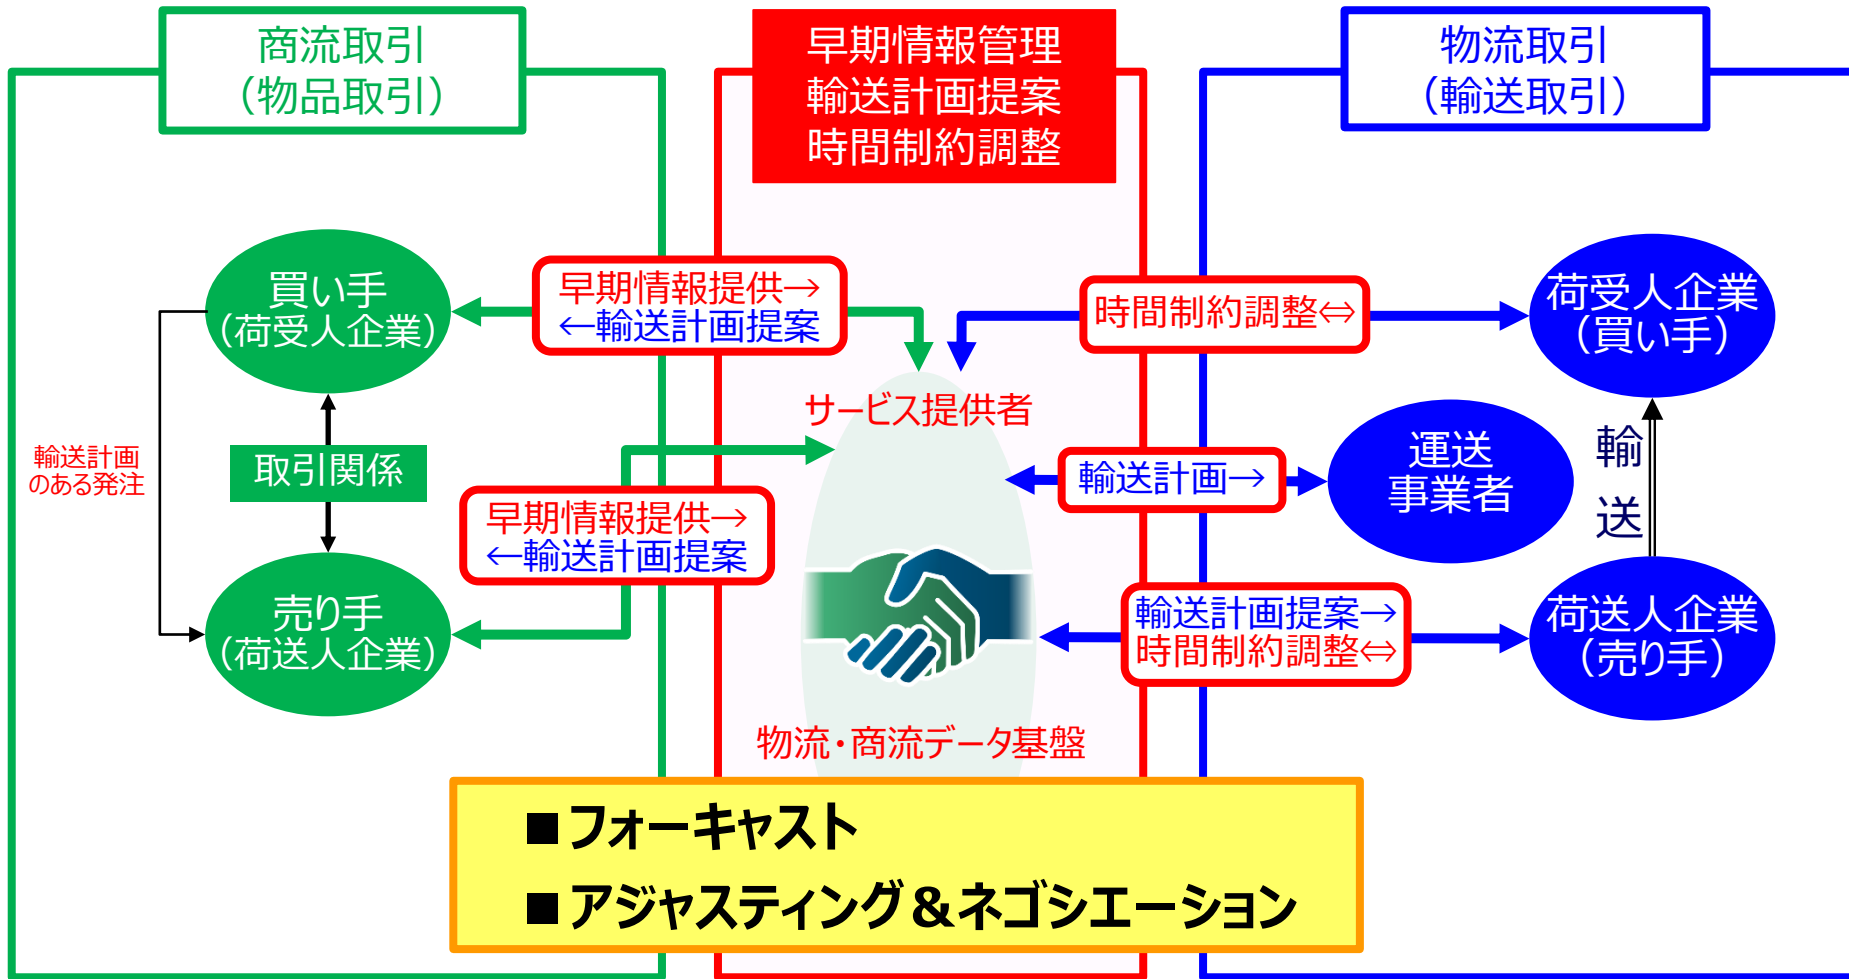 商流取引
（物品取引）
早期情報管理
輸送計画提案
時間制約調整
物流取引
（輸送取引）
買い手
（荷受人企業）
早期情報提供→
←輸送計画提案
時間制約調整⇔
荷受人企業
（買い手）
サービス提供者
輸送計画
のある発注
取引関係
輸送計画→
運送
事業者
輸
送
早期情報提供→
←輸送計画提案
売り手
（荷送人企業）
輸送計画提案→
時間制約調整⇔
荷送人企業
（売り手）
物流・商流データ基盤
■フォーキャスト
■アジャスティング＆ネゴシエーション